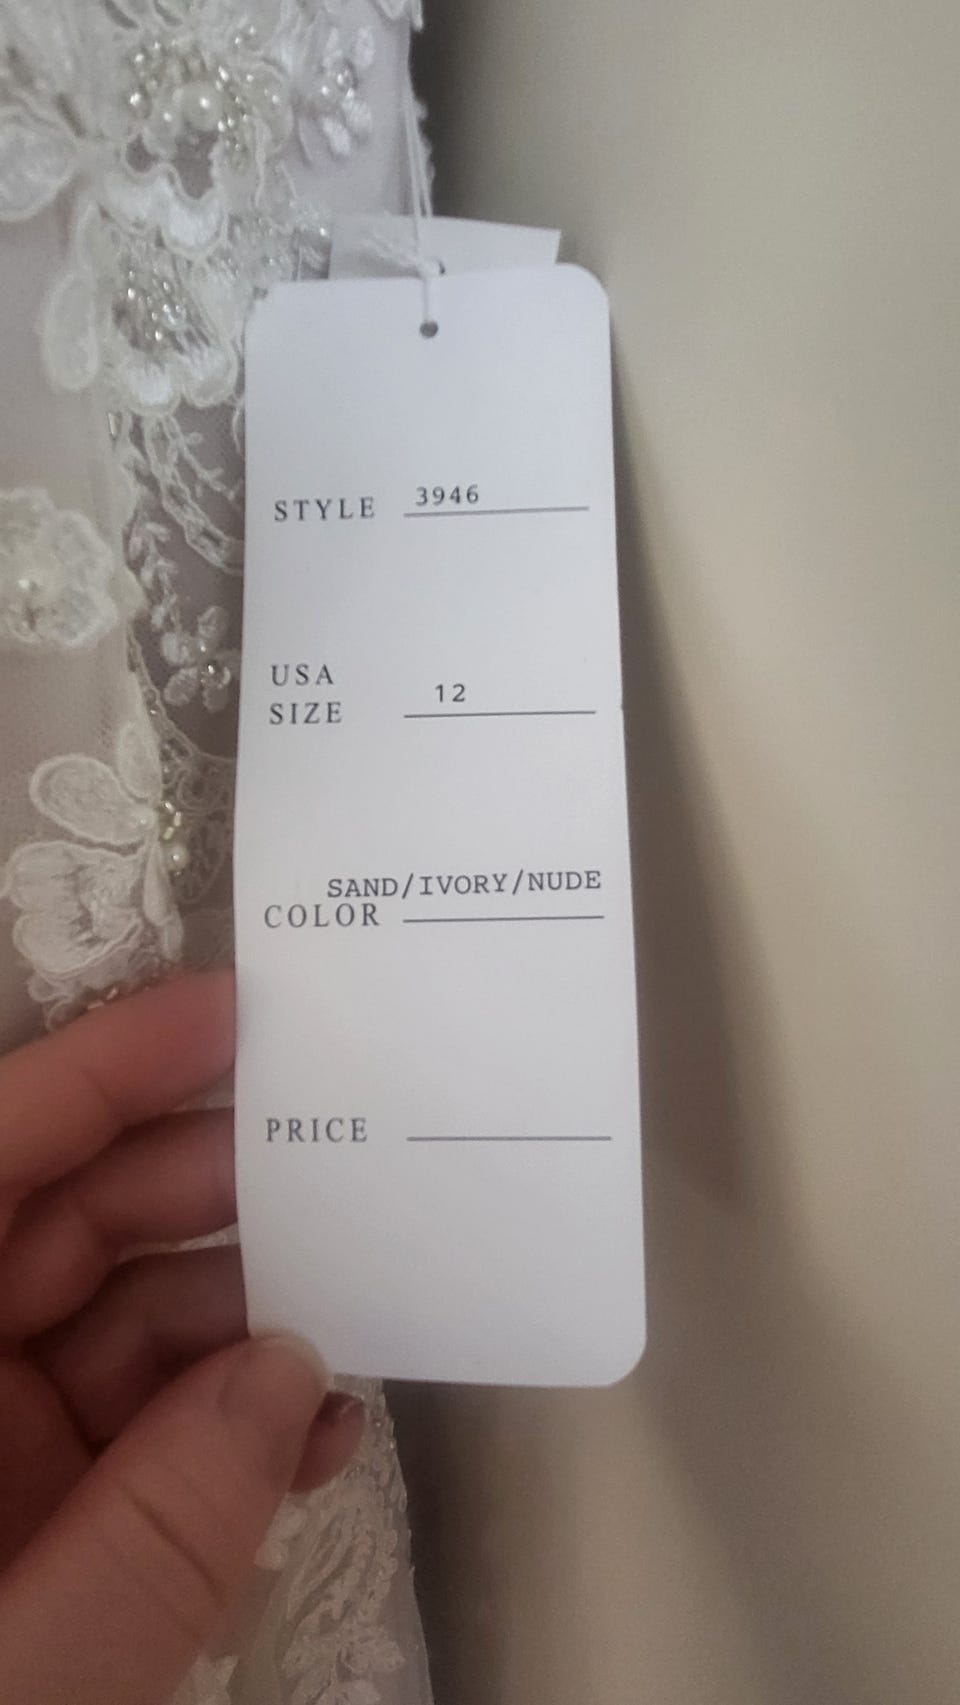 STYLE 3946
USA
SIZE 12
SAND/IVORY/NUDE
COLOR
PRICE